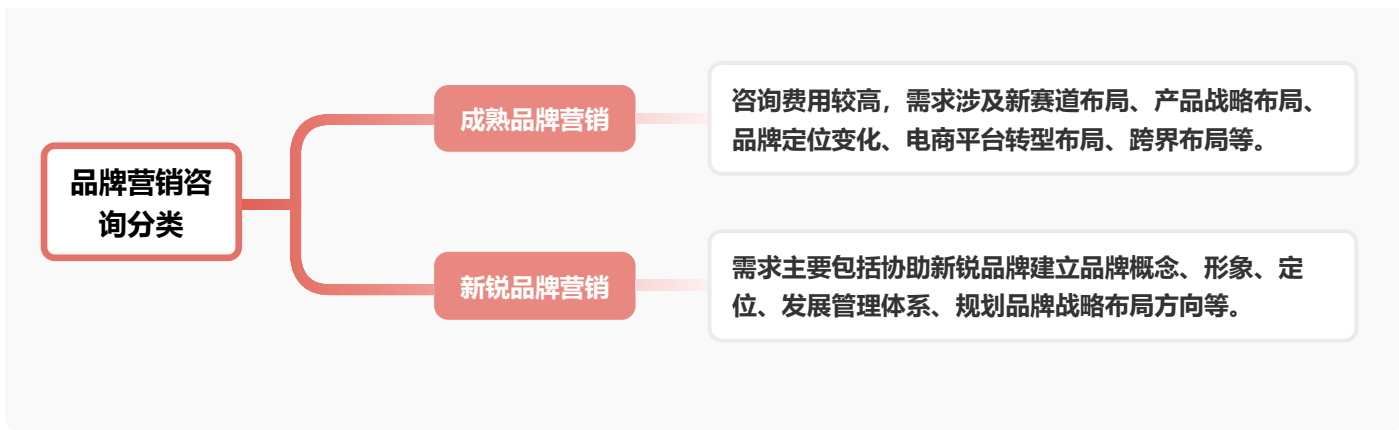 品牌营销咨
询分类
成熟品牌营销
咨询费用较高，需求涉及新赛道布局、产品战略布局、
品牌定位变化、电商平台转型布局、跨界布局等。
新锐品牌营销
需求主要包括协助新锐品牌建立品牌概念、形象、定
位、发展管理体系、规划品牌战略布局方向等。